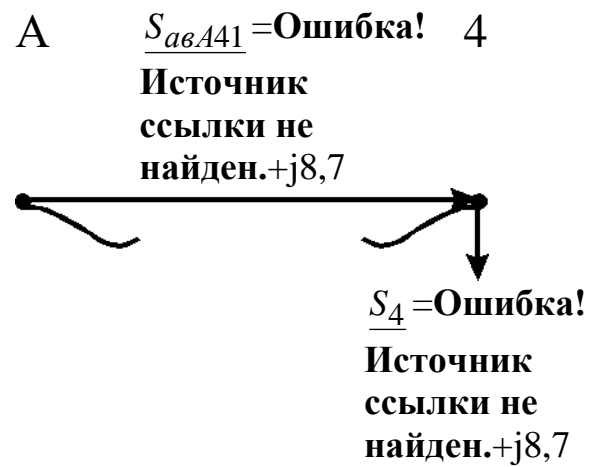 А S_авА41=Ошибка! 4
Источник
ссылки не
найден.+j8,7
S_4=Ошибка!
Источник
ссылки не
найден.+j8,7